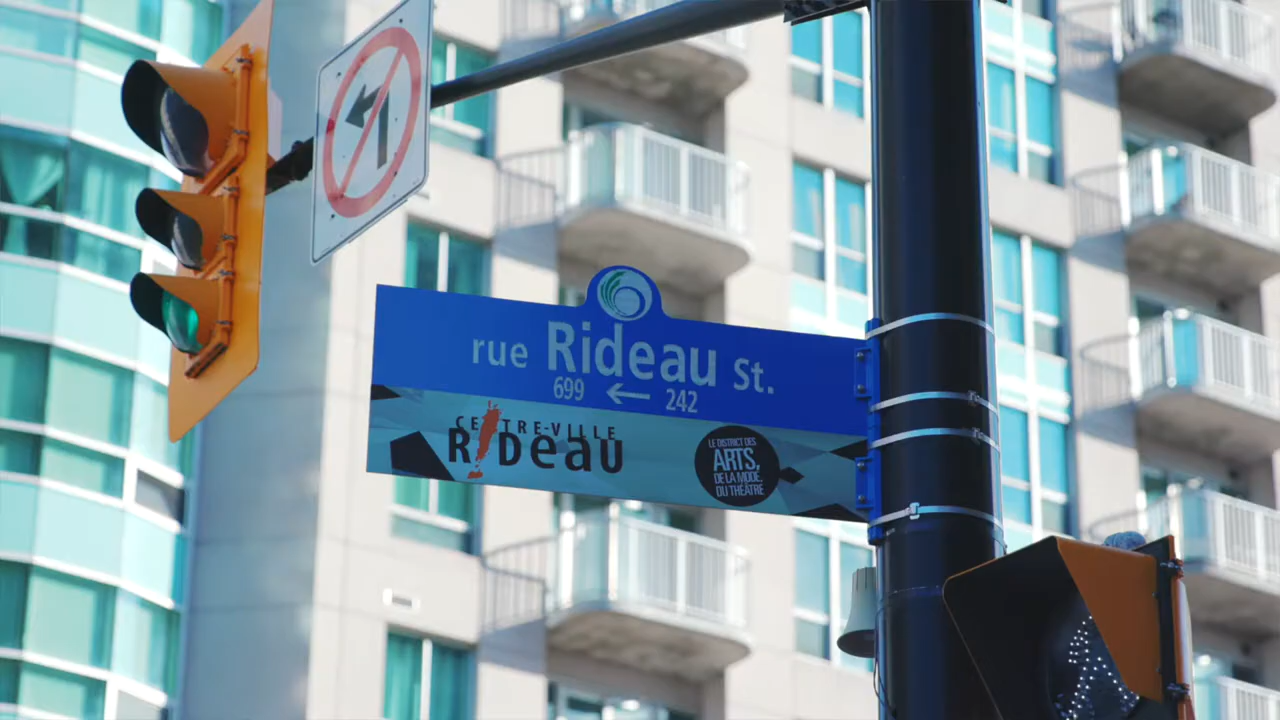 rue Rideau St.
699 ← 242
CENTRE-VILLE
RiDeaU
LE DISTRICT DES
ARTS,
DE LA MODE,
DU THÉÂTRE